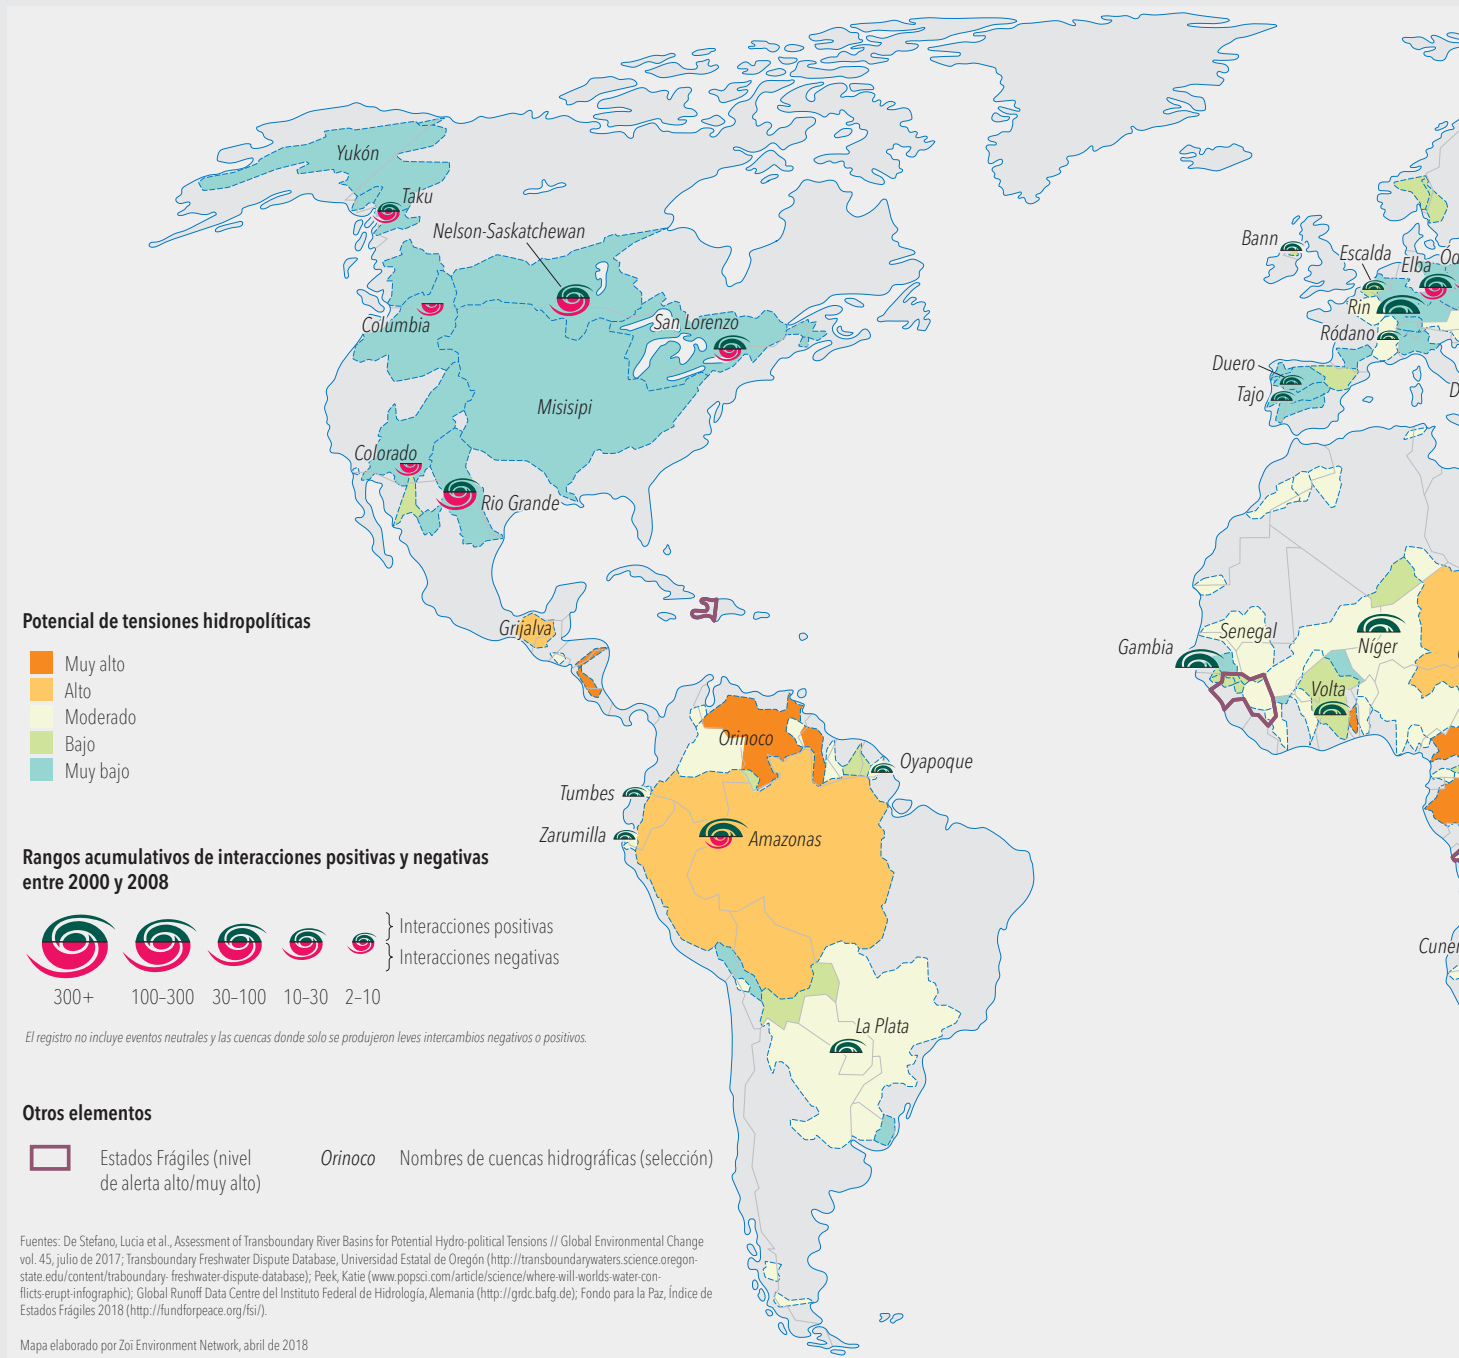 Yukón
Taku
Nelson-Saskatchewan
Columbia
San Lorenzo
Misisipi
Colorado
Rio Grande
Bann
Escalda
Elba
Rin
Ródano
Duero
Tajo
Grijalva
Gambia
Senegal
Níger
Volta
Orinoco
Oyapoque
Tumbes
Zarumilla
Amazonas
La Plata
Potencial de tensiones hidropolíticas
Muy alto
Alto
Moderado
Bajo
Muy bajo
Rangos acumulativos de interacciones positivas y negativas
entre 2000 y 2008
Interacciones positivas
Interacciones negativas
300+ 100–300 30–100 10–30 2–10
El registro no incluye eventos neutrales y las cuencas donde solo se produjeron leves intercambios negativos o positivos.
Otros elementos
Estados Frágiles (nivel
de alerta alto/muy alto)
Orinoco Nombres de cuencas hidrográficas (selección)
Fuentes: De Stefano, Lucia et al., Assessment of Transboundary River Basins for Potential Hydro-political Tensions // Global Environmental Change
vol. 45, julio de 2017; Transboundary Freshwater Dispute Database, Universidad Estatal de Oregón (http://transboundarywaters.science.oregon-
state.edu/content/traboundary- freshwater-dispute-database); Peek, Katie (www.popsci.com/article/science/where-will-worlds-water-con-
flicts-erupt-infographic); Global Runoff Data Centre del Instituto Federal de Hidrología, Alemania (http://grdc.bafg.de); Fondo para la Paz, Índice de
Estados Frágiles 2018 (http://fundforpeace.org/fsi/).
Mapa elaborado por Zoï Environment Network, abril de 2018